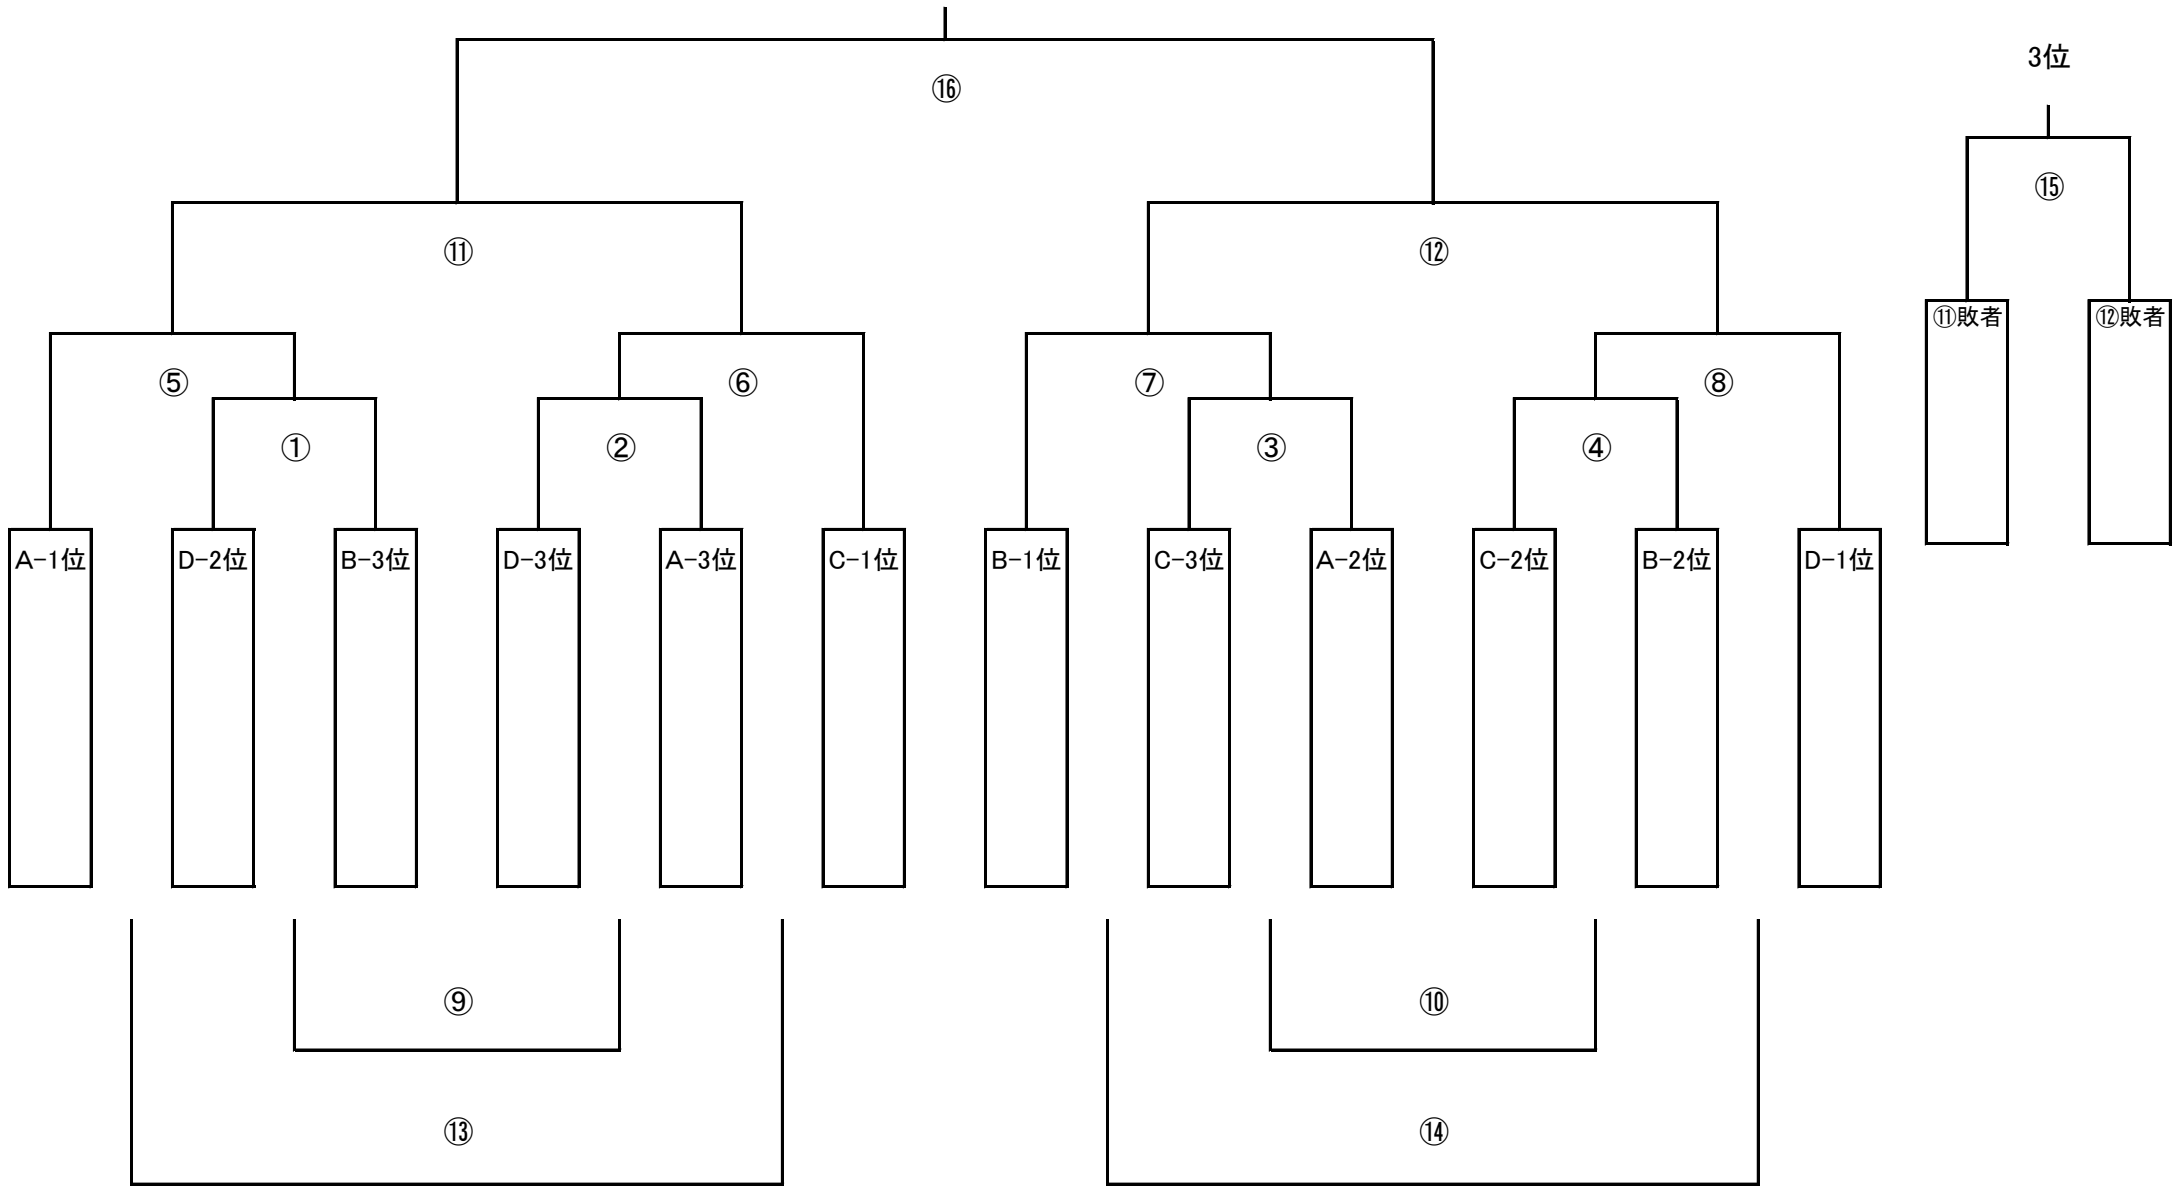 3位
⑯
⑮
⑪
⑫
⑪敗者
⑫敗者
⑤
⑥
⑦
⑧
①
②
③
④
A-1位
D-2位
B-3位
D-3位
A-3位
C-1位
B-1位
C-3位
A-2位
C-2位
B-2位
D-1位
⑨
⑩
⑬
⑭